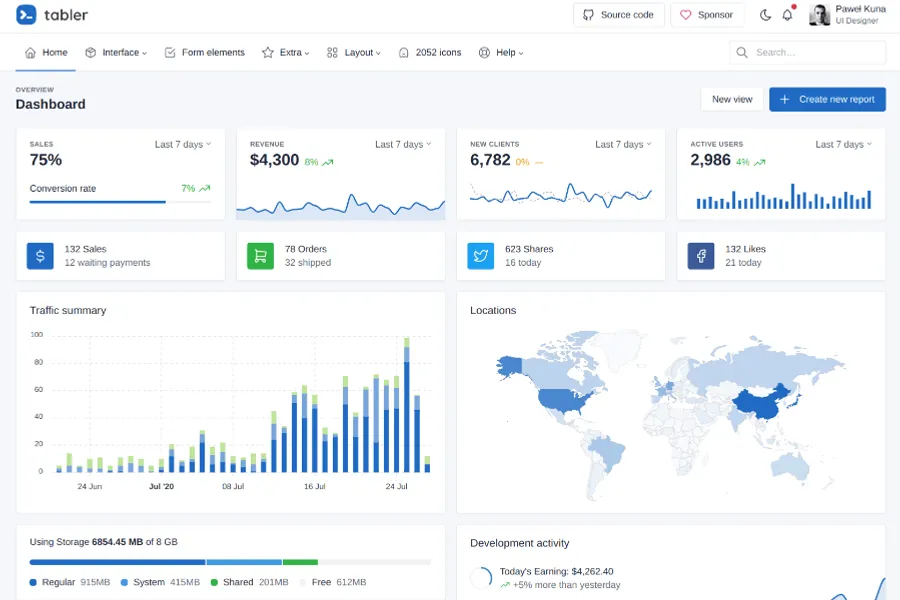 tabler
Source code
Sponsor
Paweł Kuna
UI Designer
Home
Interface
Form elements
Extra
Layout
2052 icons
Help
Search…
OVERVIEW
Dashboard
New view
Create new report
SALES
Last 7 days
75%
Conversion rate
7%
REVENUE
Last 7 days
$4,300 8%
NEW CLIENTS
Last 7 days
6,782 0%
ACTIVE USERS
Last 7 days
2,986 4%
132 Sales
12 waiting payments
78 Orders
32 shipped
623 Shares
16 today
132 Likes
21 today
Traffic summary
100
80
60
40
20
0
24 Jun
Jul '20
08 Jul
16 Jul
24 Jul
Locations
Using Storage 6854.45 MB of 8 GB
Regular 915MB
System 415MB
Shared 201MB
Free 612MB
Development activity
Today's Earning: $4,262.40
+5% more than yesterday